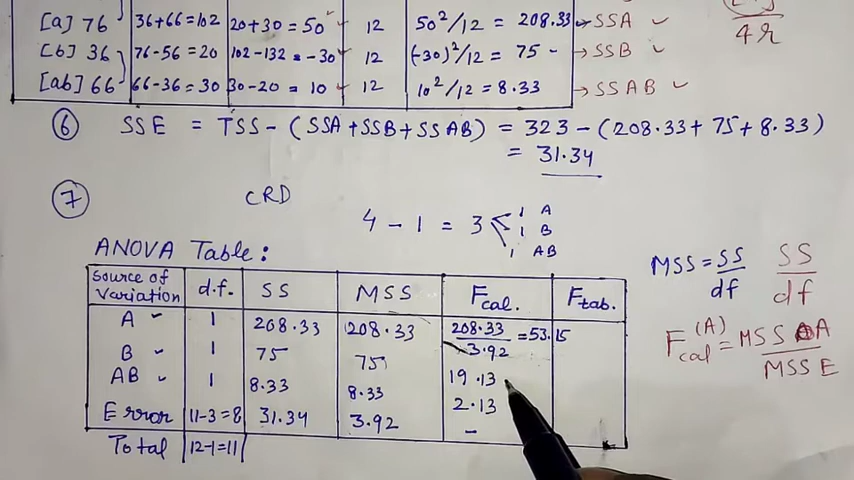 [a] 76 36+66=102 20+30=50 12 50²/12 = 208.33 → SSA
4r
[b] 36 76-56=20 102-132=-30 12 (-30)²/12 = 75 → SSB
[ab] 66 66-36=30 30-20=10 12 10²/12=8.33 → SSAB
⑥ SSE = TSS-(SSA+SSB+SSAB) = 323-(208.33+75+8.33)
= 31.34
⑦ CRD
4-1=3
1 A
1 B
1 AB
ANOVA Table:
Source of Variation d.f. SS MSS Fcal. Ftab.
A 1 208.33 208.33 208.33/3.92 =53.15
B 1 75 75 19.13
AB 1 8.33 8.33 2.13
Error 11-3=8 31.34 3.92 -
Total 12-1=11
MSS=SS/df SS/df
Fcal(A)=MSSA/MSSE